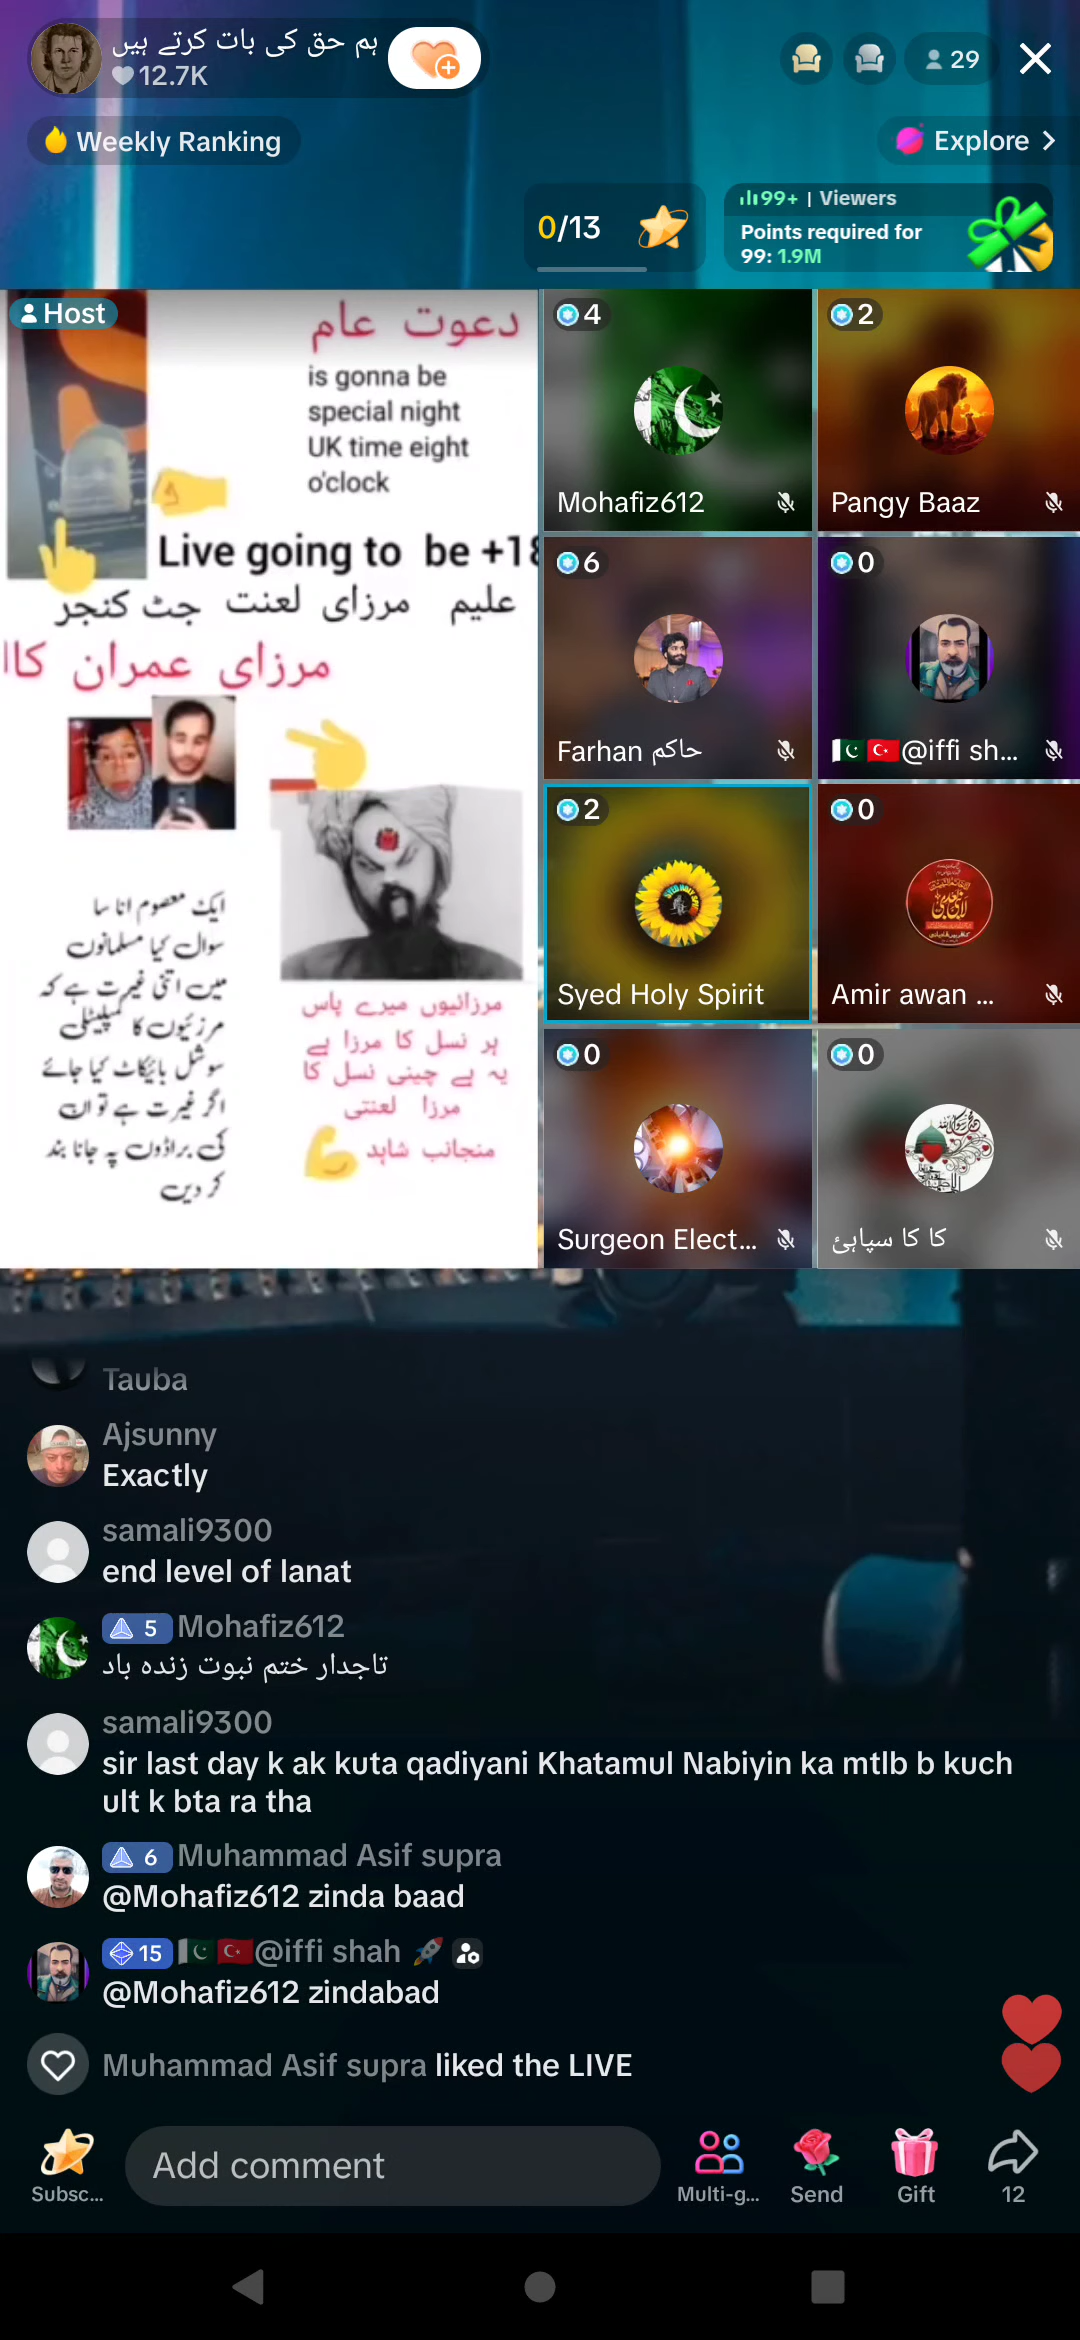 ہم حق کی بات کرتے ہیں
12.7K
29
Weekly Ranking
Explore
0/13
99+ | Viewers
Points required for
99: 1.9M
Host
دعوت عام
is gonna be
special night
UK time eight
o'clock
Live going to be +18
علیم مرزای لعنت جٹ کنجر
مرزای عمران کاا
ایک معصوم انا سا
سوال کیا مسلمانوں
میں اتنی غیرت ہے کہ
مرزئیوں کا کمپلیٹلی
سوشل بائیکاٹ کیا جائے
اگر غیرت ہے تو ان
کی براڈوں پہ جانا بند
کر دیں
مرزائیوں میرے پاس
ہر نسل کا مرزا ہے
یہ ہے چینی نسل کا
مرزا لعنتی
منجانب شاہد
4
Mohafiz612
2
Pangy Baaz
6
Farhan حاکم
0
@iffi sh...
2
Syed Holy Spirit
0
Amir awan ...
0
Surgeon Elect...
0
کا کا سپاہئ
Tauba
Ajsunny
Exactly
samali9300
end level of lanat
5 Mohafiz612
تاجدار ختم نبوت زندہ باد
samali9300
sir last day k ak kuta qadiyani Khatamul Nabiyin ka mtlb b kuch
ult k bta ra tha
6 Muhammad Asif supra
@Mohafiz612 zinda baad
15 @iffi shah
@Mohafiz612 zindabad
Muhammad Asif supra liked the LIVE
Subsc...
Add comment
Multi-g...
Send
Gift
12